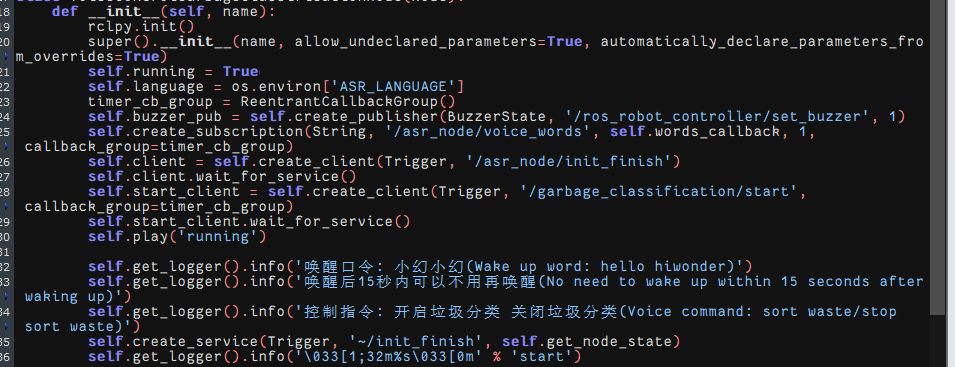 18 def __init__(self, name):
19 rclpy.init()
20 super().__init__(name, allow_undeclared_parameters=True, automatically_declare_parameters_fro
m_overrides=True)
21 self.running = True
22 self.language = os.environ['ASR_LANGUAGE']
23 timer_cb_group = ReentrantCallbackGroup()
24 self.buzzer_pub = self.create_publisher(BuzzerState, '/ros_robot_controller/set_buzzer', 1)
25 self.create_subscription(String, '/asr_node/voice_words', self.words_callback, 1,
callback_group=timer_cb_group)
26 self.client = self.create_client(Trigger, '/asr_node/init_finish')
27 self.client.wait_for_service()
28 self.start_client = self.create_client(Trigger, '/garbage_classification/start',
callback_group=timer_cb_group)
29 self.start_client.wait_for_service()
30 self.play('running')
31
32 self.get_logger().info('唤醒口令: 小幻小幻(Wake up word: hello hiwonder)')
33 self.get_logger().info('唤醒后15秒内可以不用再唤醒(No need to wake up within 15 seconds after
waking up)')
34 self.get_logger().info('控制指令: 开启垃圾分类 关闭垃圾分类(Voice command: sort waste/stop
sort waste)')
35 self.create_service(Trigger, '~/init_finish', self.get_node_state)
36 self.get_logger().info('\033[1;32m%s\033[0m' % 'start')